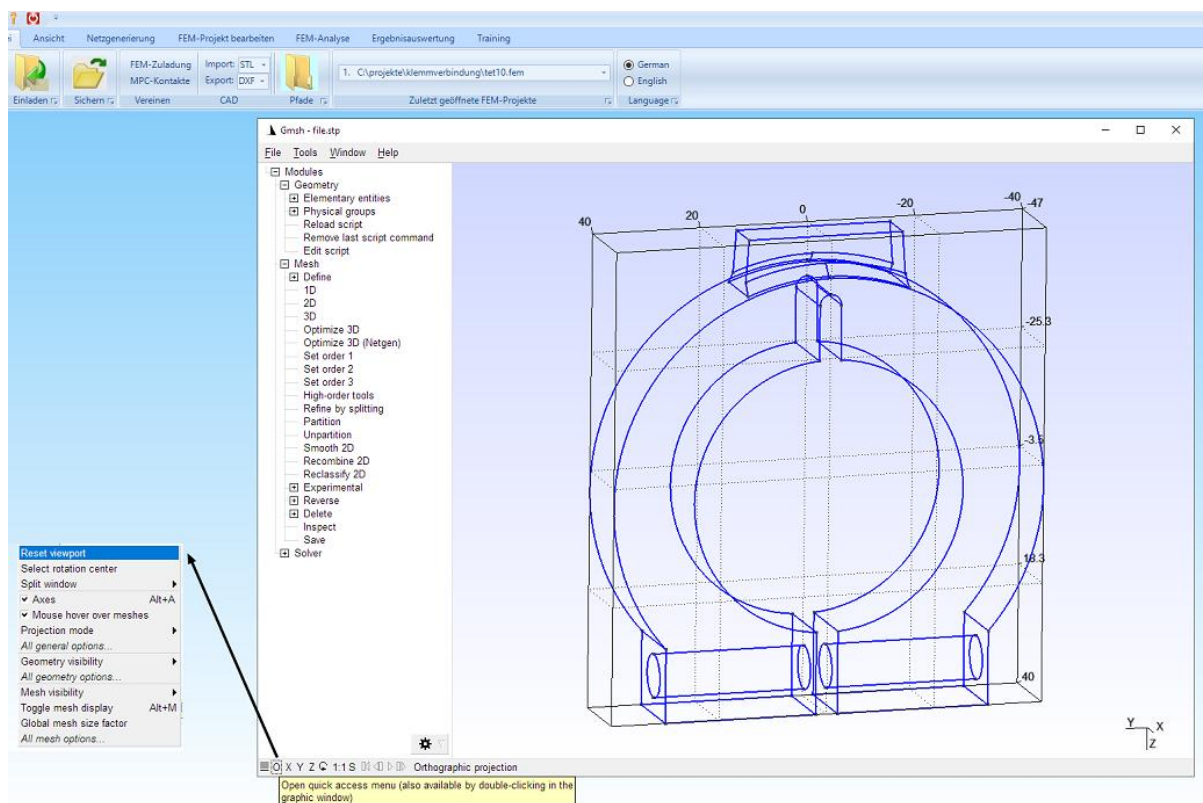 Ansicht Netzgenerierung FEM-Projekt bearbeiten FEM-Analyse Ergebnisauswertung Training
FEM-Zuladung Import: STL
MPC-Kontakte Export: DXF
1. C:\projekte\klemmverbindung\tet10.fem
German
English
Einladen Sichern Vereinen CAD Pfade Zuletzt geöffnete FEM-Projekte Language
Gmsh - file.stp
File Tools Window Help
Modules
Geometry
Elementary entities
Physical groups
Reload script
Remove last script command
Edit script
Mesh
Define
1D
2D
3D
Optimize 3D
Optimize 3D (Netgen)
Set order 1
Set order 2
Set order 3
High-order tools
Refine by splitting
Partition
Unpartition
Smooth 2D
Recombine 2D
Reclassify 2D
Experimental
Reverse
Delete
Inspect
Save
Solver
40 20 0 -20 -40 -47
-25.3
-3.5
18.3
40
Y X
Z
Reset viewport
Select rotation center
Split window
Axes Alt+A
Mouse hover over meshes
Projection mode
All general options...
Geometry visibility
All geometry options...
Mesh visibility
Toggle mesh display Alt+M
Global mesh size factor
All mesh options...
O X Y Z 1:1 S Orthographic projection
Open quick access menu (also available by double-clicking in the
graphic window)